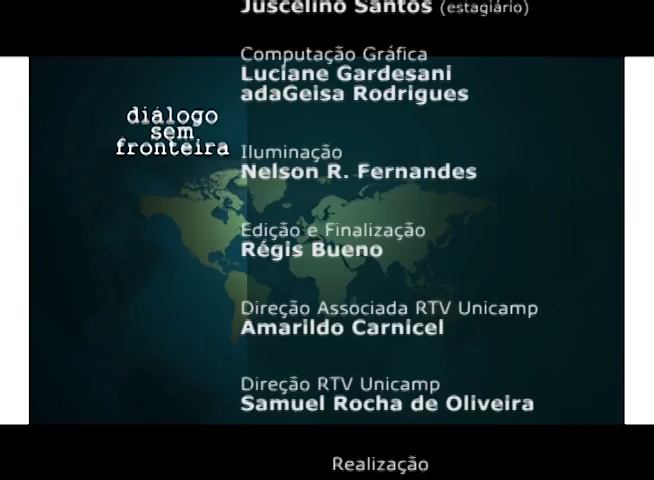 Juscelino Santos (estagiário)
Computação Gráfica
Luciane Gardesani
adaGeisa Rodrigues
diálogo
sem
fronteira
Iluminação
Nelson R. Fernandes
Edição e Finalização
Régis Bueno
Direção Associada RTV Unicamp
Amarildo Carnicel
Direção RTV Unicamp
Samuel Rocha de Oliveira
Realização